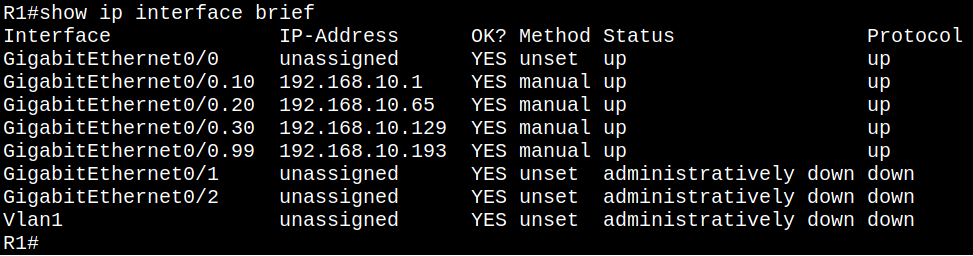 R1#show ip interface brief
Interface              IP-Address      OK? Method Status                Protocol
GigabitEthernet0/0     unassigned      YES unset  up                    up
GigabitEthernet0/0.10  192.168.10.1    YES manual up                    up
GigabitEthernet0/0.20  192.168.10.65   YES manual up                    up
GigabitEthernet0/0.30  192.168.10.129  YES manual up                    up
GigabitEthernet0/0.99  192.168.10.193  YES manual up                    up
GigabitEthernet0/1     unassigned      YES unset  administratively down down
GigabitEthernet0/2     unassigned      YES unset  administratively down down
Vlan1                  unassigned      YES unset  administratively down down
R1#